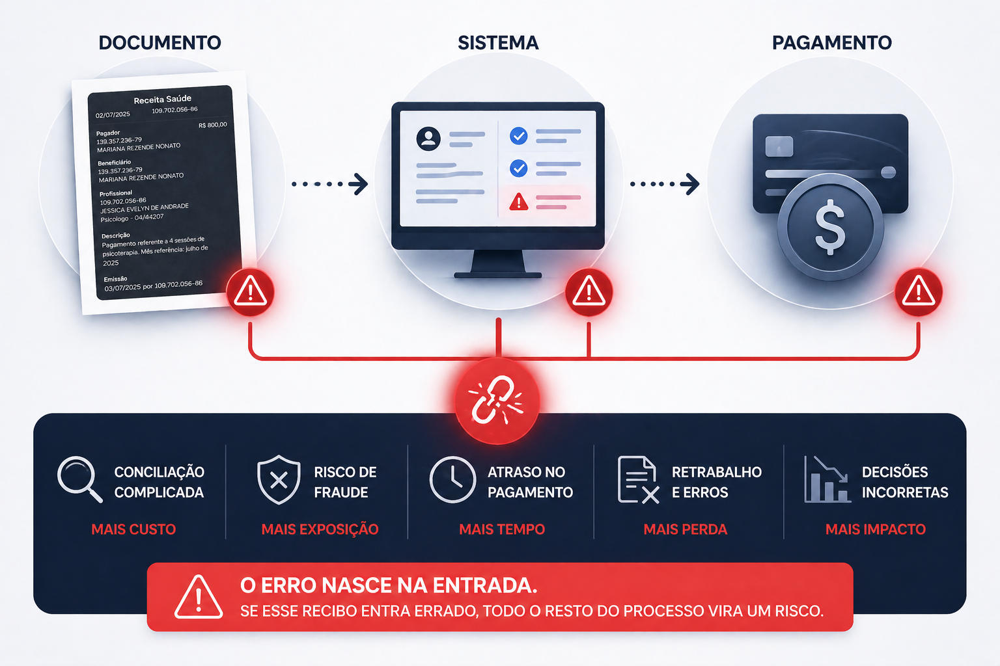 DOCUMENTO
SISTEMA
PAGAMENTO
Receita Saúde
02/07/2025
109.702.056-86
R$ 800,00
Pagador
139.357.236-79
MARIANA REZENDE NONATO
Beneficiário
139.357.236-79
MARIANA REZENDE NONATO
Profissional
109.702.056-86
JESSICA EVELYN DE ANDRADE
Psicologo - 04/44207
Descrição
Pagamento referente a 4 sessões de
psicoterapia. Mês referência: julho de
2025
Emissão
03/07/2025 por 109.702.056-86
$
CONCILIAÇÃO
COMPLICADA
MAIS CUSTO
RISCO DE
FRAUDE
MAIS EXPOSIÇÃO
ATRASO NO
PAGAMENTO
MAIS TEMPO
RETRABALHO
E ERROS
MAIS PERDA
DECISÕES
INCORRETAS
MAIS IMPACTO
O ERRO NASCE NA ENTRADA.
SE ESSE RECIBO ENTRA ERRADO, TODO O RESTO DO PROCESSO VIRA UM RISCO.